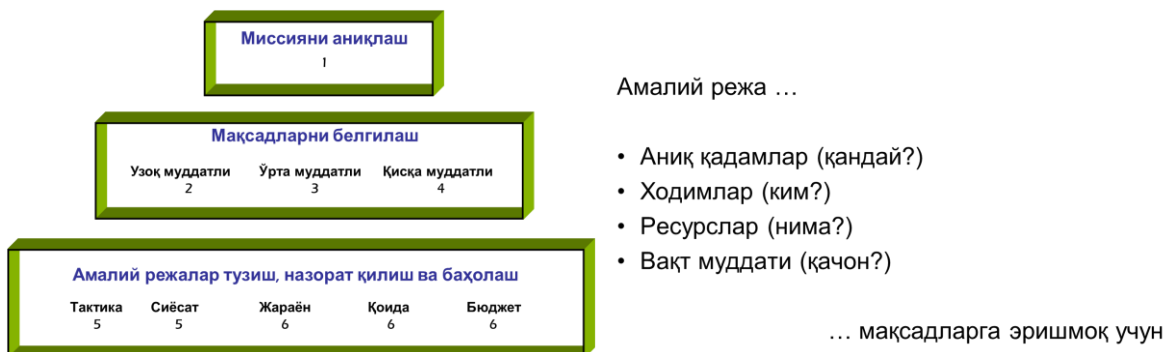 Миссияни аниқлаш
1
Мақсадларни белгилаш
Узоқ муддатли Ўрта муддатли Қисқа муддатли
2 3 4
Амалий режалар тузиш, назорат қилиш ва баҳолаш
Тактика Сиёсат Жараён Қоида Бюджет
5 5 6 6 6
Амалий режа …
• Аниқ қадамлар (қандай?)
• Ходимлар (ким?)
• Ресурслар (нима?)
• Вақт муддати (қачон?)
… мақсадларга эришмоқ учун